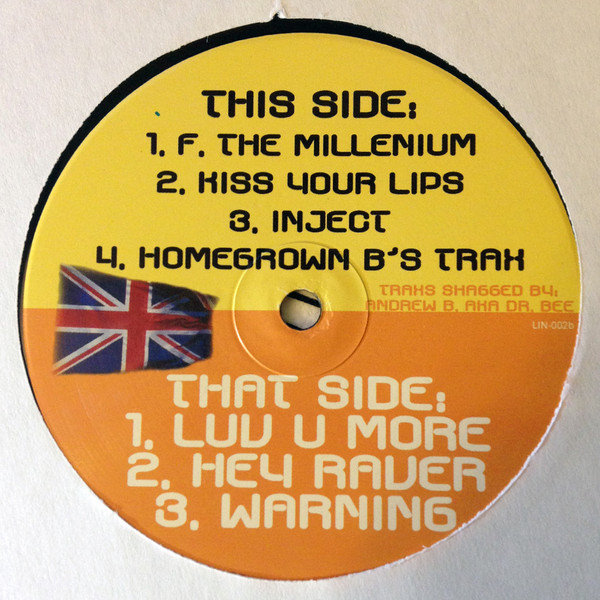 THIS SIDE:
1. F. THE MILLENIUM
2. KISS YOUR LIPS
3. INJECT
4. HOMEGROWN B'S TRAX
TRAXS SHAGGED BY:
ANDREW B. AKA DR. BEE
LIN-002b
THAT SIDE:
1. LUV U MORE
2. HEY RAVER
3. WARNING